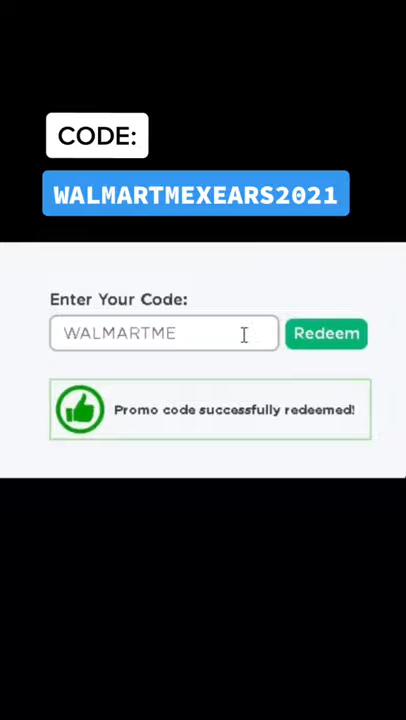 CODE:
WALMARTMEXEARS2021
Enter Your Code:
WALMARTME
Redeem
Promo code successfully redeemed!